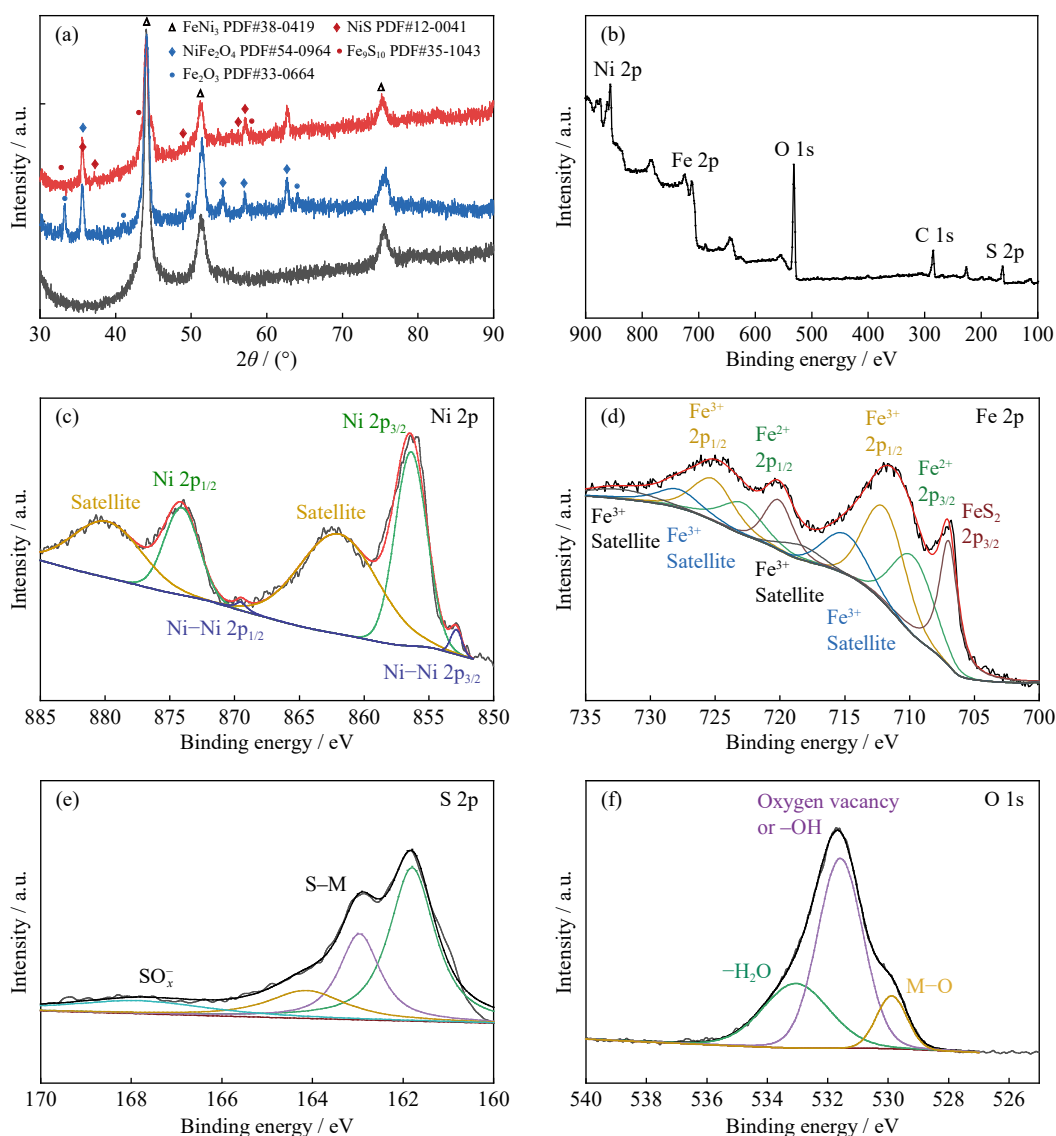 (a)
FeNi₃ PDF#38-0419
NiS PDF#12-0041
NiFe₂O₄ PDF#54-0964
Fe₉S₁₀ PDF#35-1043
Fe₂O₃ PDF#33-0664
Intensity / a.u.
30 40 50 60 70 80 90
2θ / (°)
(b)
Ni 2p
Fe 2p
O 1s
C 1s
S 2p
Intensity / a.u.
900 800 700 600 500 400 300 200 100
Binding energy / eV
(c)
Ni 2p
Ni 2p₃/₂
Ni 2p₁/₂
Satellite
Satellite
Ni−Ni 2p₁/₂
Ni−Ni 2p₃/₂
Intensity / a.u.
885 880 875 870 865 860 855 850
Binding energy / eV
(d)
Fe 2p
Fe³⁺
2p₁/₂
Fe²⁺
2p₁/₂
Fe³⁺
2p₁/₂
Fe²⁺
2p₃/₂
FeS₂
2p₃/₂
Fe³⁺
Satellite
Fe³⁺
Satellite
Fe³⁺
Satellite
Fe³⁺
Satellite
Intensity / a.u.
735 730 725 720 715 710 705 700
Binding energy / eV
(e)
S 2p
S–M
SOₓ⁻
Intensity / a.u.
170 168 166 164 162 160
Binding energy / eV
(f)
Oxygen vacancy
or –OH
O 1s
−H₂O
M−O
Intensity / a.u.
540 538 536 534 532 530 528 526
Binding energy / eV